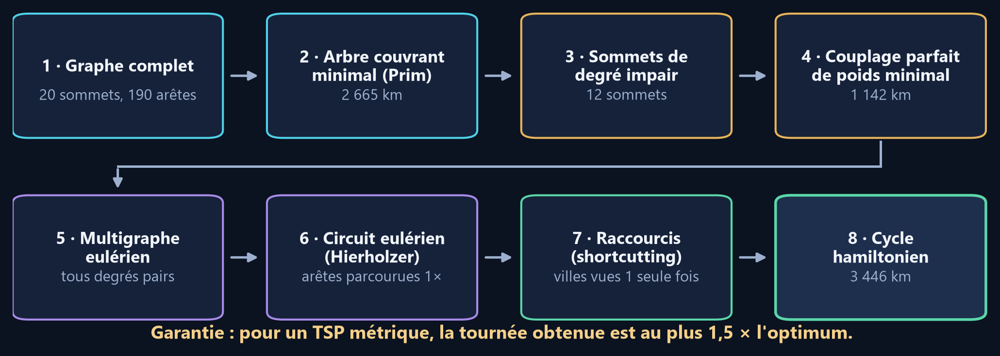 1 · Graphe complet
20 sommets, 190 arêtes
2 · Arbre couvrant
minimal (Prim)
2 665 km
3 · Sommets de
degré impair
12 sommets
4 · Couplage parfait
de poids minimal
1 142 km
5 · Multigraphe
eulérien
tous degrés pairs
6 · Circuit eulérien
(Hierholzer)
arêtes parcourues 1×
7 · Raccourcis
(shortcutting)
villes vues 1 seule fois
8 · Cycle
hamiltonien
3 446 km
Garantie : pour un TSP métrique, la tournée obtenue est au plus 1,5 × l'optimum.